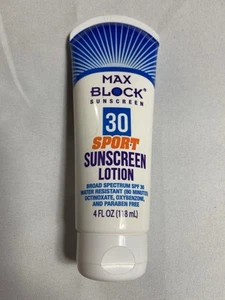 MAX
BLOCK®
SUNSCREEN
30
SPORT
SUNSCREEN
LOTION
BROAD SPECTRUM SPF 30
WATER RESISTANT (80 MINUTES)
OCTINOXATE, OXYBENZONE,
AND PARABEN FREE
4 FL OZ (118 mL)